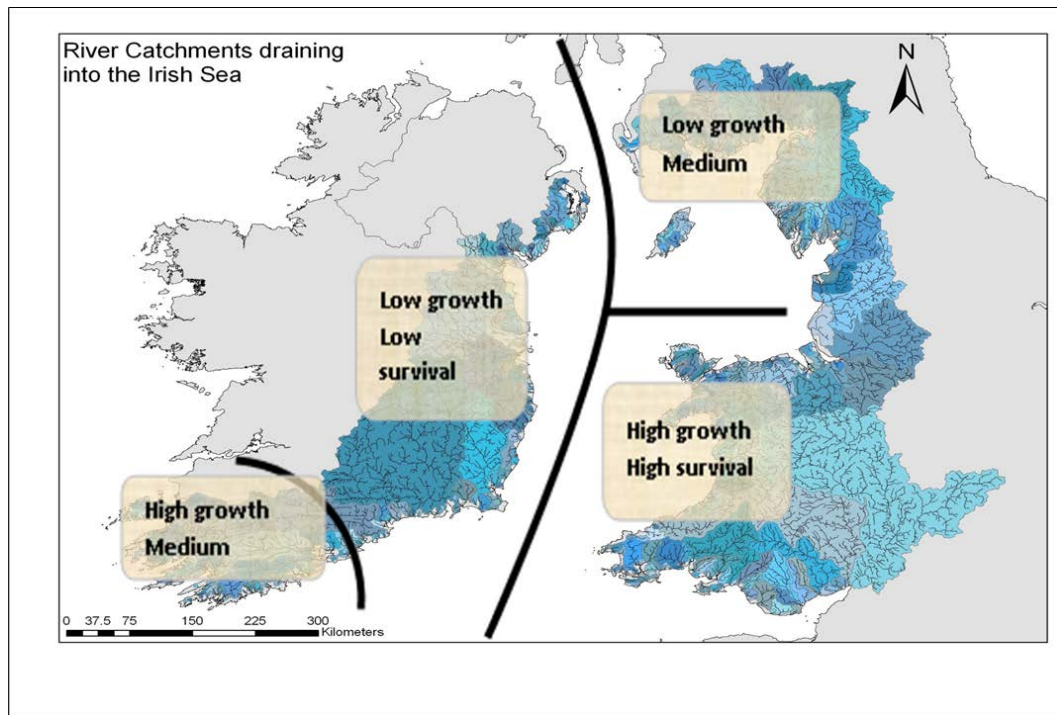 River Catchments draining
into the Irish Sea
N
Low growth
Medium
Low growth
Low
survival
High growth
High survival
High growth
Medium
0 37.5 75 150 225 300
Kilometers